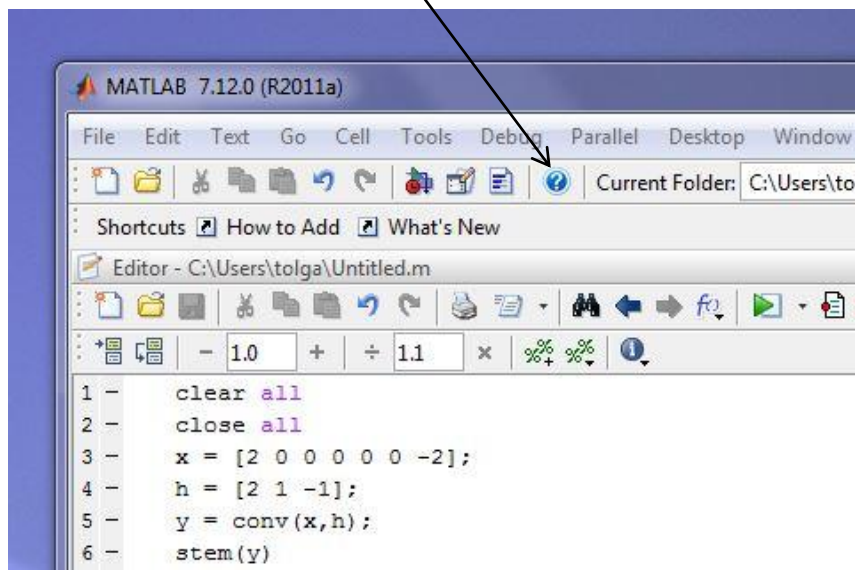 MATLAB 7.12.0 (R2011a)
File Edit Text Go Cell Tools Debug Parallel Desktop Window
Current Folder: C:\Users\to
Shortcuts How to Add What's New
Editor - C:\Users\tolga\Untitled.m
- 1.0 + ÷ 1.1 ×
1 - clear all
2 - close all
3 - x = [2 0 0 0 0 0 -2];
4 - h = [2 1 -1];
5 - y = conv(x,h);
6 - stem(y)